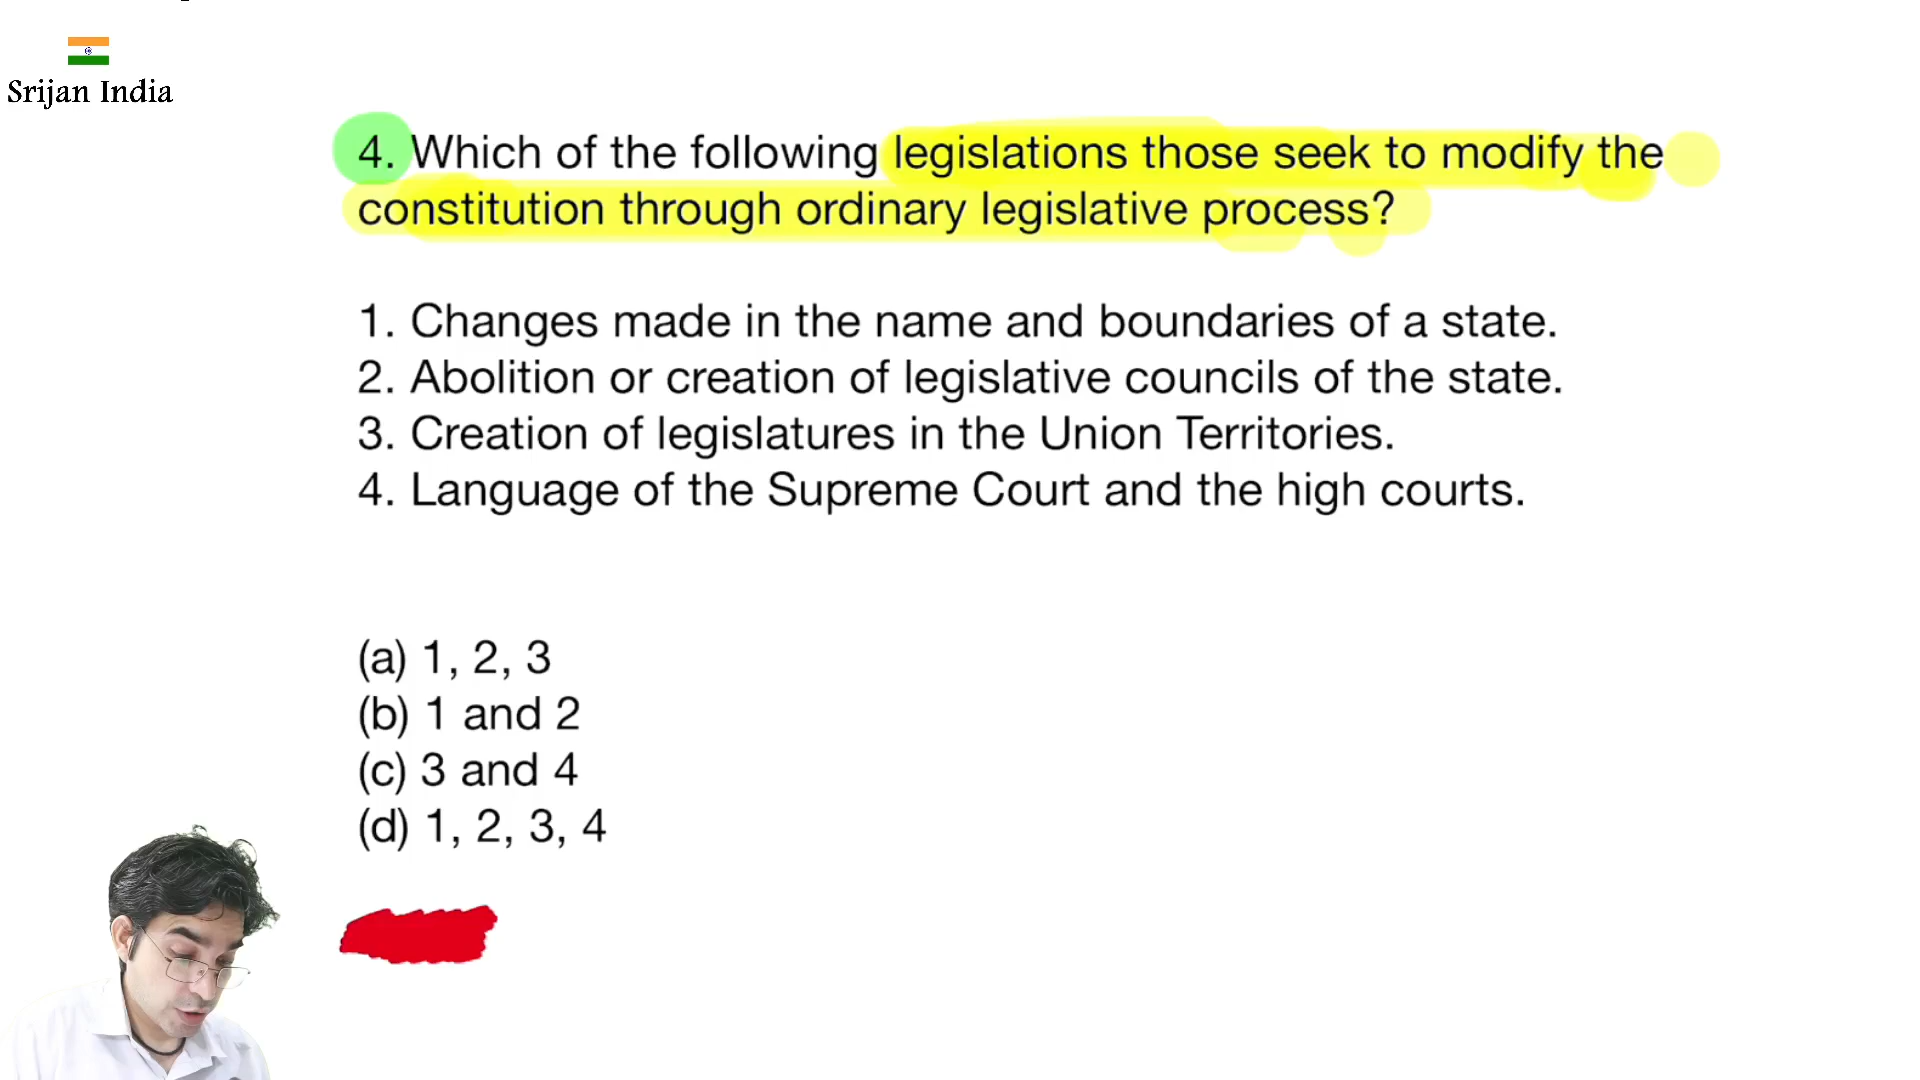 Srijan India
4. Which of the following legislations those seek to modify the
constitution through ordinary legislative process?
1. Changes made in the name and boundaries of a state.
2. Abolition or creation of legislative councils of the state.
3. Creation of legislatures in the Union Territories.
4. Language of the Supreme Court and the high courts.
(a) 1, 2, 3
(b) 1 and 2
(c) 3 and 4
(d) 1, 2, 3, 4